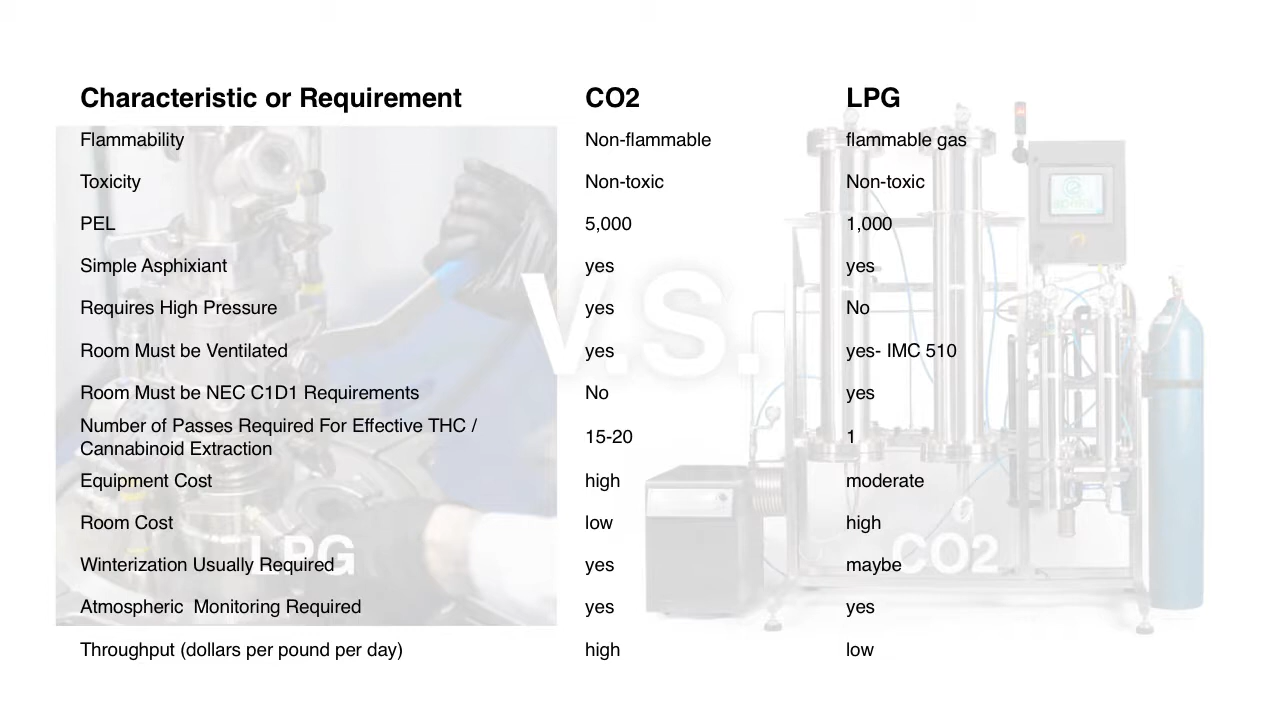 Characteristic or Requirement CO2 LPG
Flammability Non-flammable flammable gas
Toxicity Non-toxic Non-toxic
PEL 5,000 1,000
Simple Asphixiant yes yes
V.S.
Requires High Pressure yes No
Room Must be Ventilated yes yes- IMC 510
Room Must be NEC C1D1 Requirements No yes
Number of Passes Required For Effective THC /
Cannabinoid Extraction 15-20 1
Equipment Cost high moderate
Room Cost low high
LPG CO2
Winterization Usually Required yes maybe
Atmospheric  Monitoring Required yes yes
Throughput (dollars per pound per day) high low